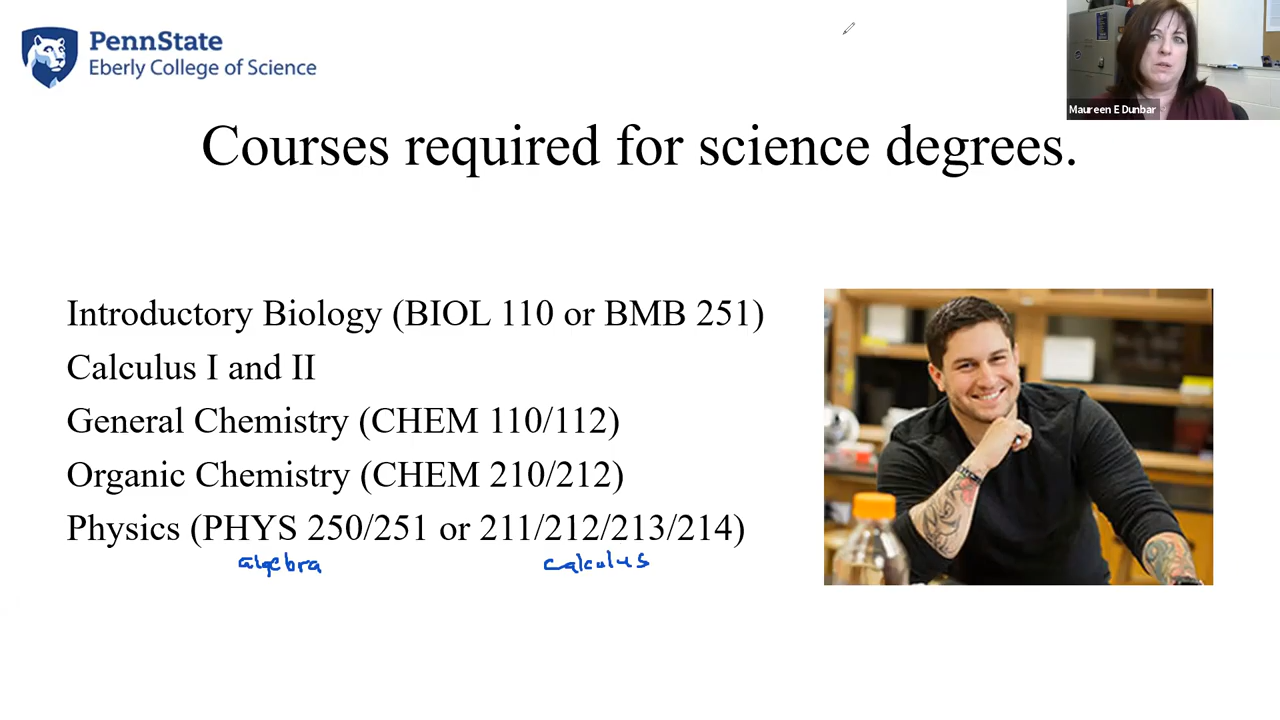 PennState
Eberly College of Science
Maureen E Dunbar
Courses required for science degrees.
Introductory Biology (BIOL 110 or BMB 251)
Calculus I and II
General Chemistry (CHEM 110/112)
Organic Chemistry (CHEM 210/212)
Physics (PHYS 250/251 or 211/212/213/214)
algebra calculus